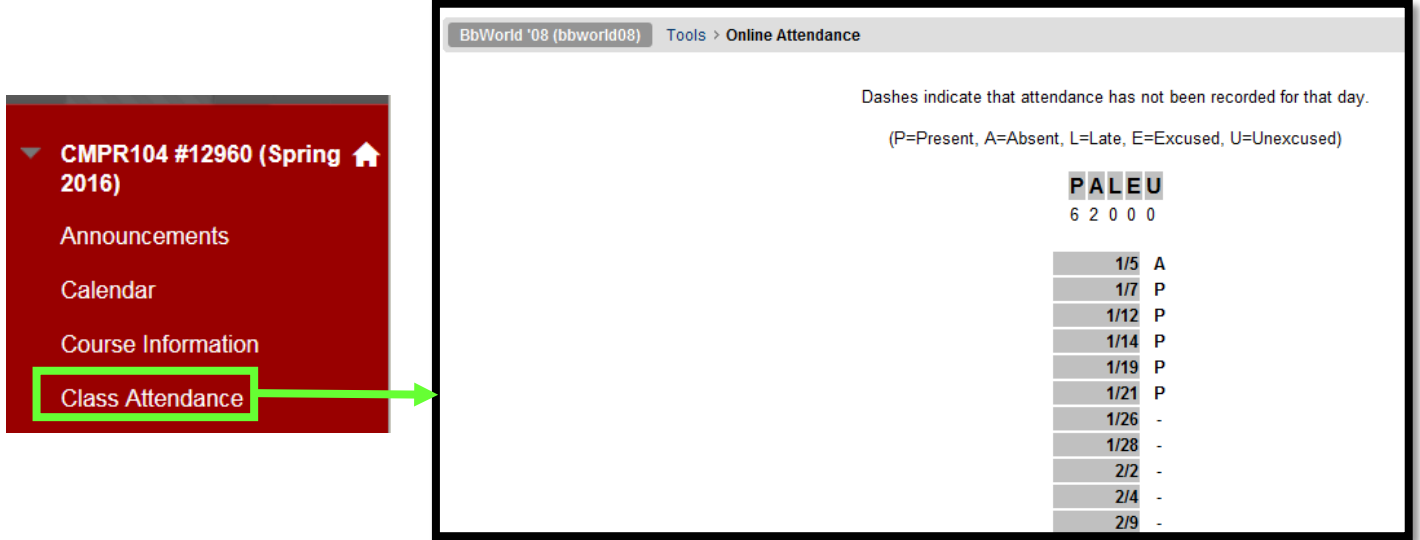 CMPR104 #12960 (Spring
2016)
Announcements
Calendar
Course Information
Class Attendance
BbWorld '08 (bbworld08) Tools > Online Attendance
Dashes indicate that attendance has not been recorded for that day.
(P=Present, A=Absent, L=Late, E=Excused, U=Unexcused)
P A L E U
6 2 0 0 0
1/5 A
1/7 P
1/12 P
1/14 P
1/19 P
1/21 P
1/26 -
1/28 -
2/2 -
2/4 -
2/9 -